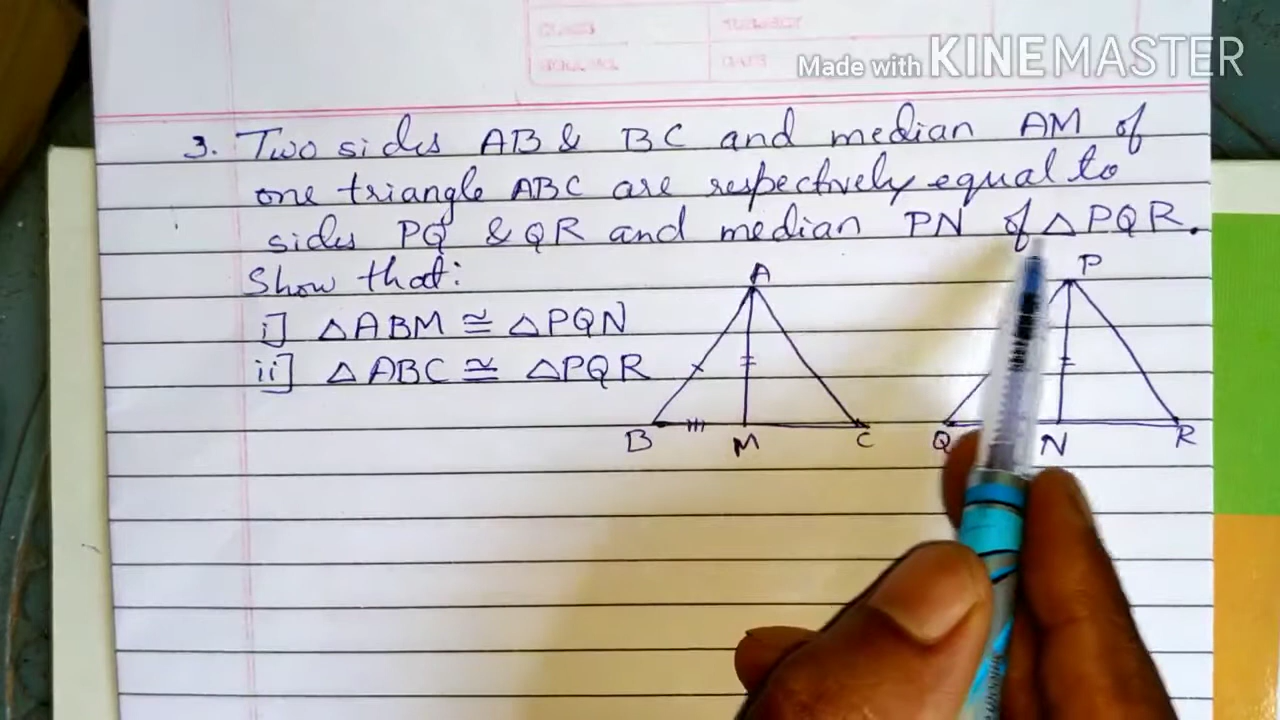 Made with KINEMASTER
3. Two sides AB & BC and median AM of
one triangle ABC are respectively equal to
sides PQ & QR and median PN of △PQR.
Show that:
i] △ABM ≅ △PQN
ii] △ABC ≅ △PQR
A
P
B
M
C
Q
N
R